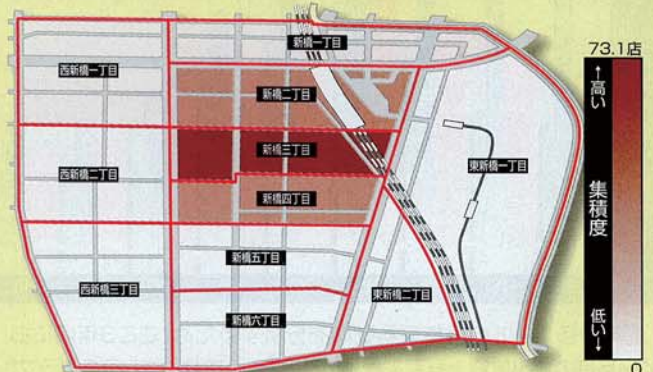 新橋一丁目
西新橋一丁目
新橋二丁目
新橋三丁目
西新橋二丁目
東新橋一丁目
新橋四丁目
新橋五丁目
西新橋三丁目
東新橋二丁目
新橋六丁目
73.1店
←高い
集積度
低い→
0